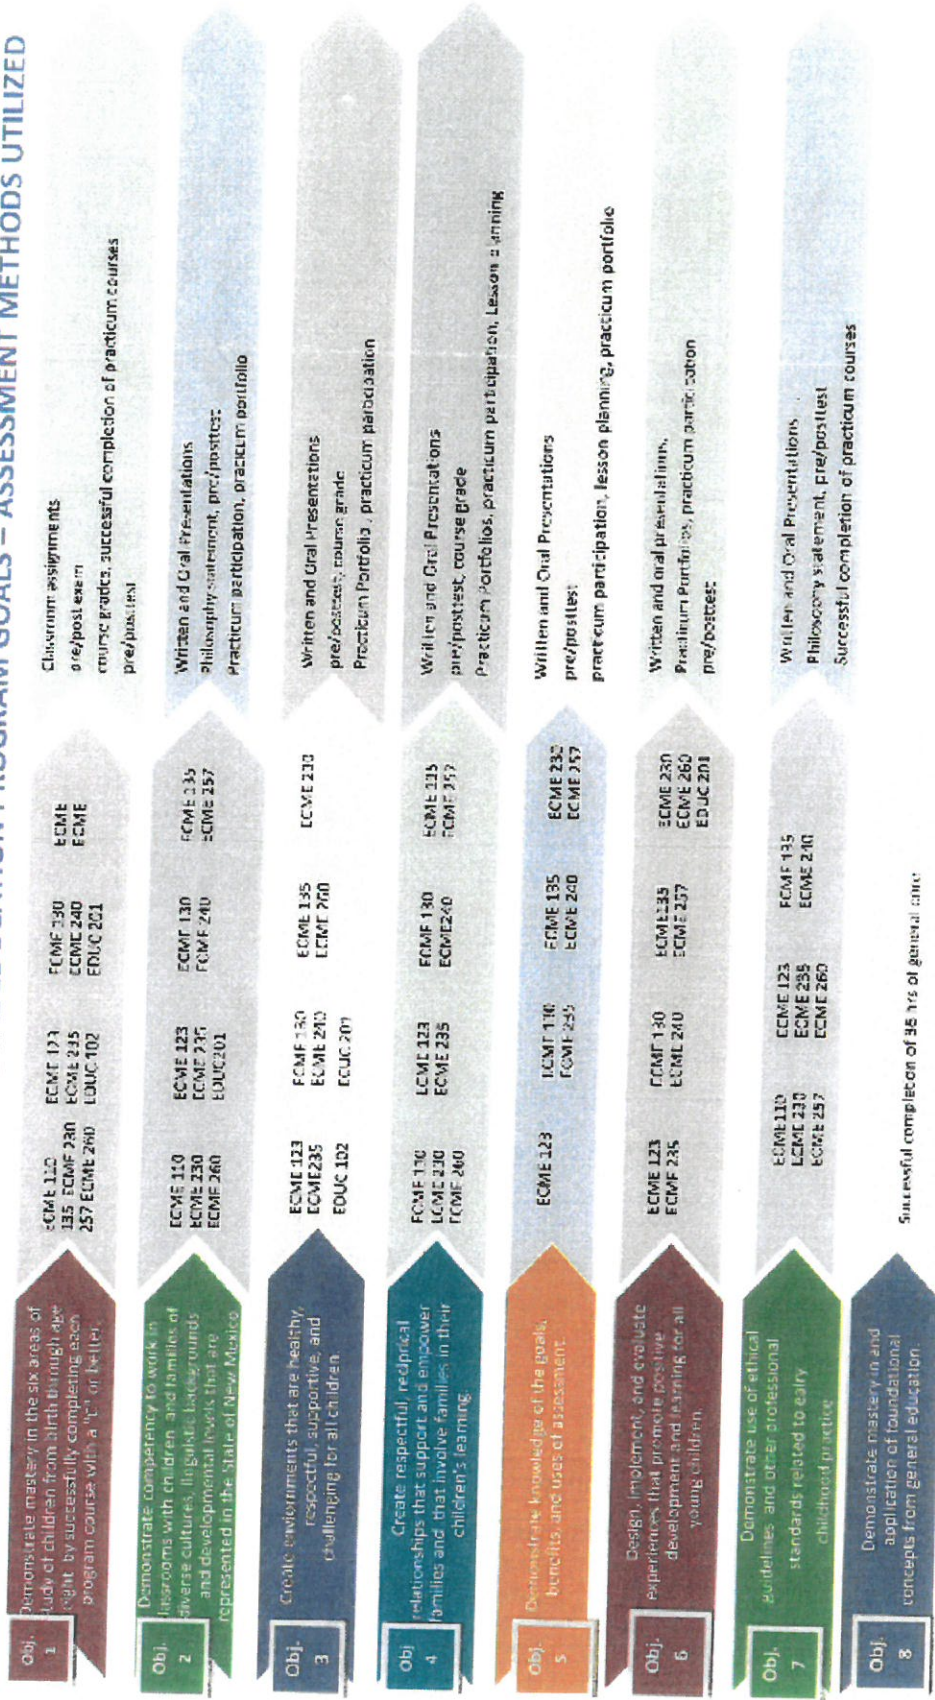 EDUCATION PROGRAM GOALS – ASSESSMENT METHODS UTILIZED
Obj.
1
Demonstrate mastery in the six areas of
study of children from birth through age
eight by successfully completing each
program course with a "C" or better.
ECME 110
135 ECME 230
257 ECME 260
ECME 123
ECME 235
EDUC 102
ECME 130
ECME 240
EDUC 201
ECME
ECME
Classroom assignments
pre/post exam
course grades, successful completion of practicum courses
pre/posttest
Obj.
2
Demonstrate competency to work in
classrooms with children and families of
diverse cultures, linguistic backgrounds
and developmental levels that are
represented in the State of New Mexico
ECME 110
ECME 230
ECME 260
ECME 123
ECME 235
EDUC201
ECME 130
ECME 240
ECME 135
ECME 257
Written and Oral Presentations
Philosophy statement, pre/posttest
Practicum participation, practicum portfolio
Obj.
3
Create environments that are healthy,
respectful, supportive, and
challenging for all children
ECME 123
ECME235
EDUC 102
ECME 130
ECME 240
EDUC 201
ECME 135
ECME 260
ECME 230
Written and Oral Presentations
pre/posttest, course grade
Practicum Portfolio, practicum participation
Obj
4
Create respectful, reciprical
relationships that support and empower
families and that involve families in their
children's learning.
ECME
ECME 230
ECME 260
ECME 123
ECME 235
ECME 130
ECME240
ECME
ECME 257
Written and Oral Presentations
pre/posttest, course grade
Practicum Portfolios, practicum participation, Lesson planning
Obj.
5
Demonstrate knowledge of the goals,
benefits, and uses of assessment
ECME 123
ECME 130
ECME 235
ECME 135
ECME 240
ECME 230
ECME 257
Written and Oral Presentations
pre/posttest
practicum participation, lesson planning, practicum portfolio
Obj.
6
Design, implement, and evaluate
experiences that promote positive
development and learning for all
young children.
ECME 123
ECME 235
ECME 130
ECME 240
ECME135
ECME 257
ECME 230
ECME 260
EDUC 201
Written and oral presentations,
Practicum Portfolios, practicum participation
pre/posttest
Obj.
7
Demonstrate use of ethical
guidelines and other professional
standards related to early
childhood practice
ECME110
ECME 230
ECME 257
ECME 123
ECME 235
ECME 260
ECME 135
ECME 240
Written and Oral Presentations
Philosophy statement, pre/posttest
Successful completion of practicum courses
Obj.
8
Demonstrate mastery in and
application of foundational
concepts from general education.
Successful completion of 35 hrs of general core